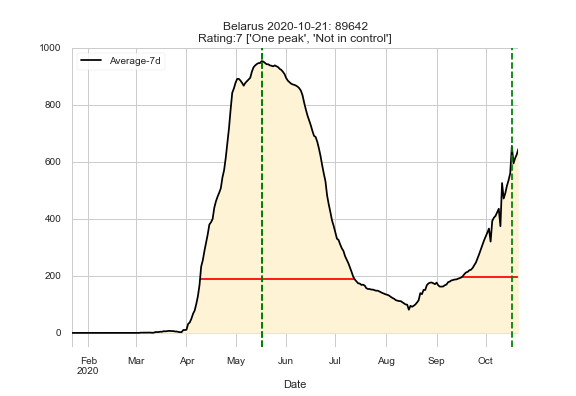 Belarus 2020-10-21: 89642
Rating:7 ['One peak', 'Not in control']
Average-7d
1000
800
600
400
200
0
Feb Mar Apr May Jun Jul Aug Sep Oct
2020
Date